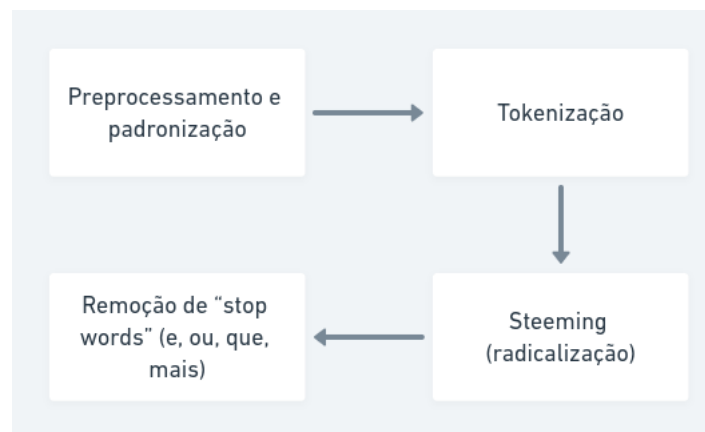 Preprocessamento e
padronização
Tokenização
Steeming
(radicalização)
Remoção de “stop
words” (e, ou, que,
mais)